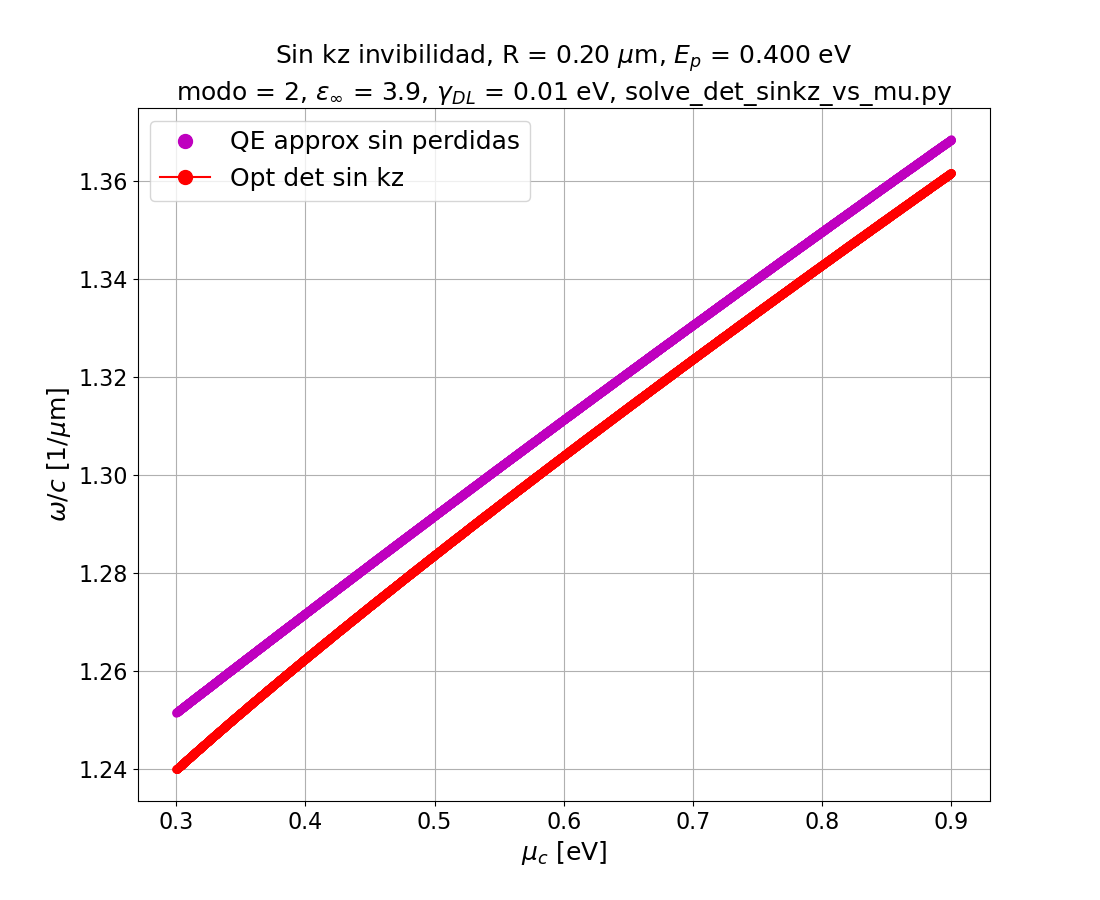 Sin kz invibilidad, R = 0.20 μm, E_p = 0.400 eV
modo = 2, ε_∞ = 3.9, γ_DL = 0.01 eV, solve_det_sinkz_vs_mu.py
QE approx sin perdidas
Opt det sin kz
1.36
1.34
1.32
1.30
1.28
1.26
1.24
ω/c [1/μm]
0.3 0.4 0.5 0.6 0.7 0.8 0.9
μ_c [eV]